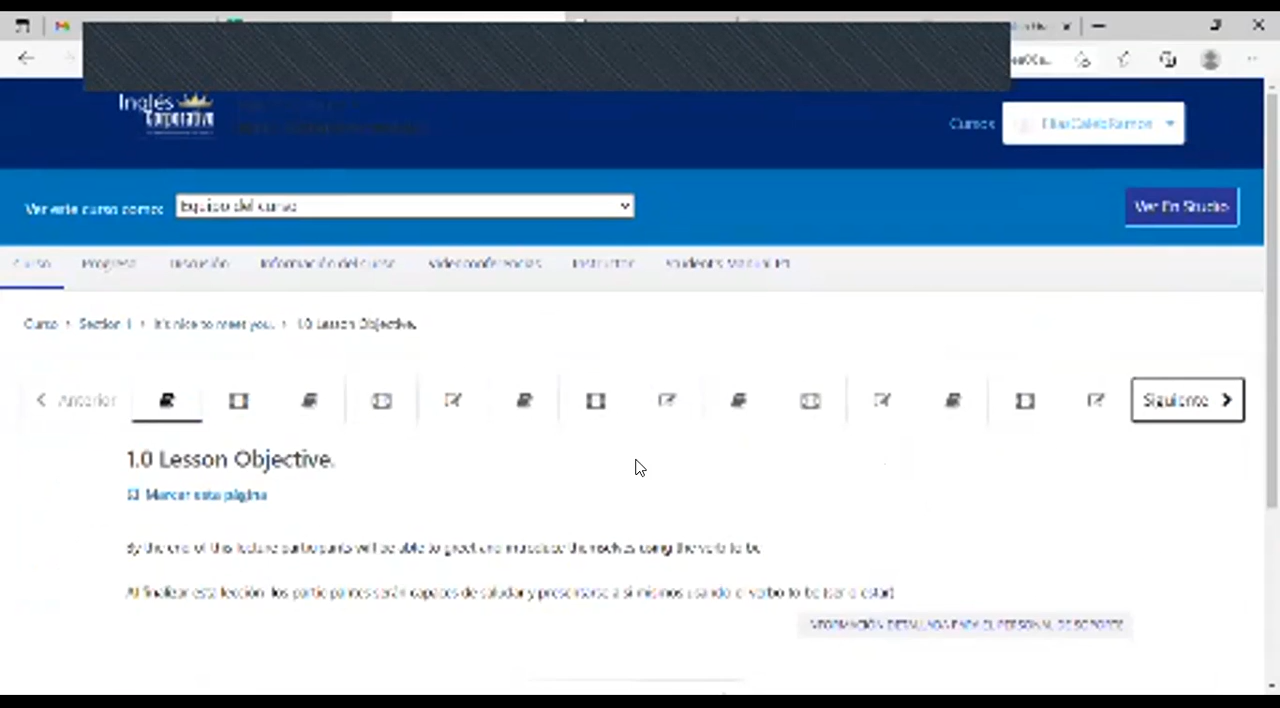 Inglés
Corporativo
Cursos
EliasCalebRamos
Ver este curso como:
Equipo del curso
Ver En Studio
Curso Progreso Discusión Información del curso Videoconferencias Instructor Student's Manual
Curso Section 1 It's nice to meet you. 1.0 Lesson Objective.
Anterior
Siguiente
1.0 Lesson Objective.
Marcar esta página
By the end of this lecture participants will be able to greet and introduce themselves using the verb to be
Al finalizar esta lección, los participantes serán capaces de saludar y presentarse a sí mismos usando el verbo to be (ser o estar)
INFORMACIÓN DETALLADA PARA EL PERSONAL DE SOPORTE